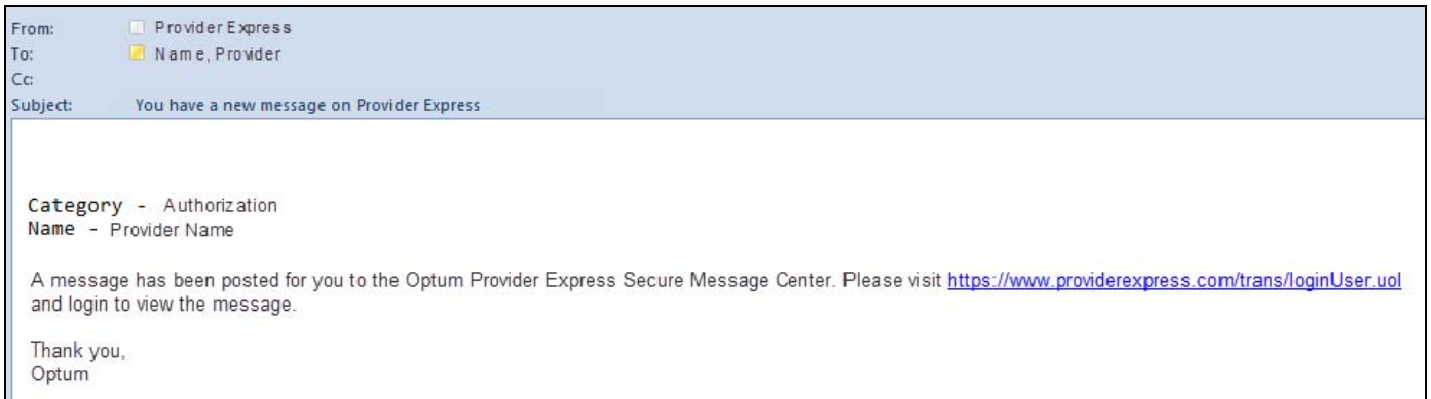 From: Provider Express
To: Name, Provider
Cc:
Subject: You have a new message on Provider Express
Category - Authorization
Name - Provider Name
A message has been posted for you to the Optum Provider Express Secure Message Center. Please visit https://www.providerexpress.com/trans/loginUser.uol
and login to view the message.
Thank you,
Optum